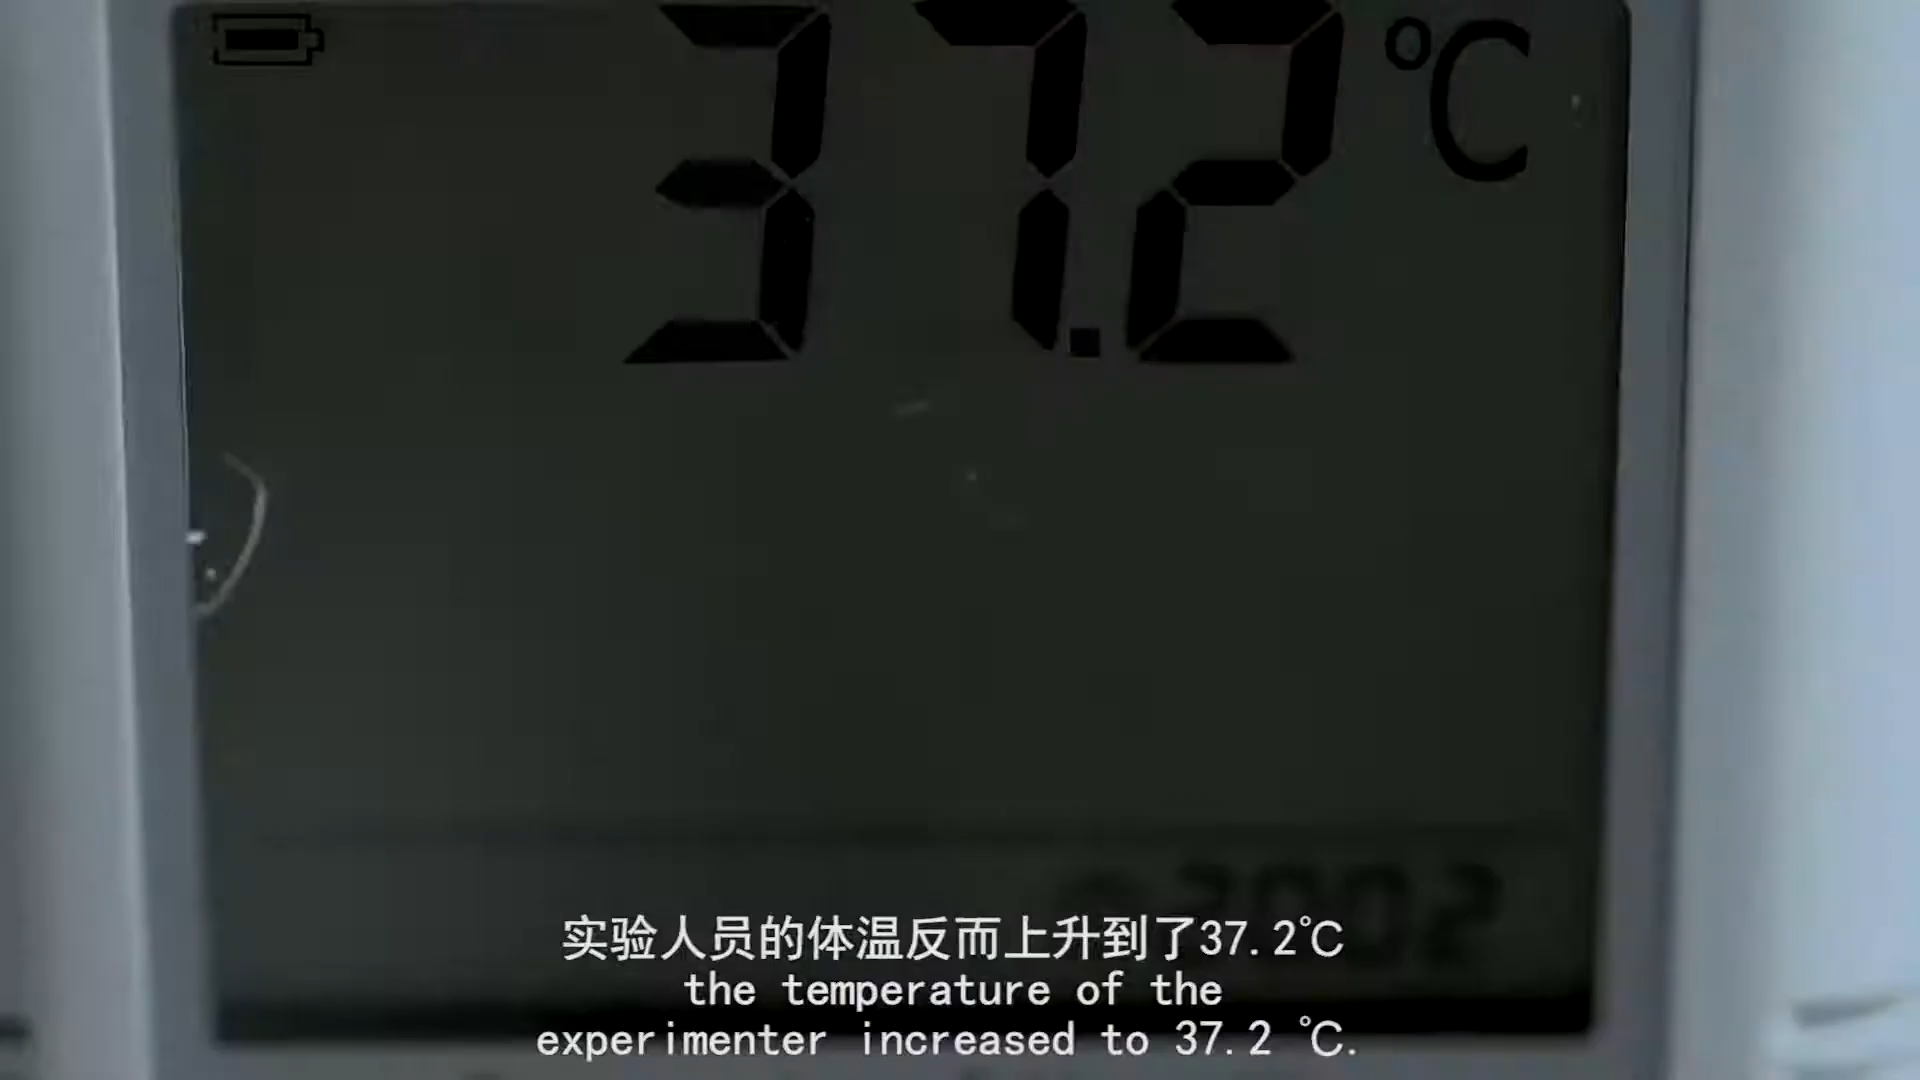 37.2 °C
实验人员的体温反而上升到了37.2℃
the temperature of the
experimenter increased to 37.2 ℃.